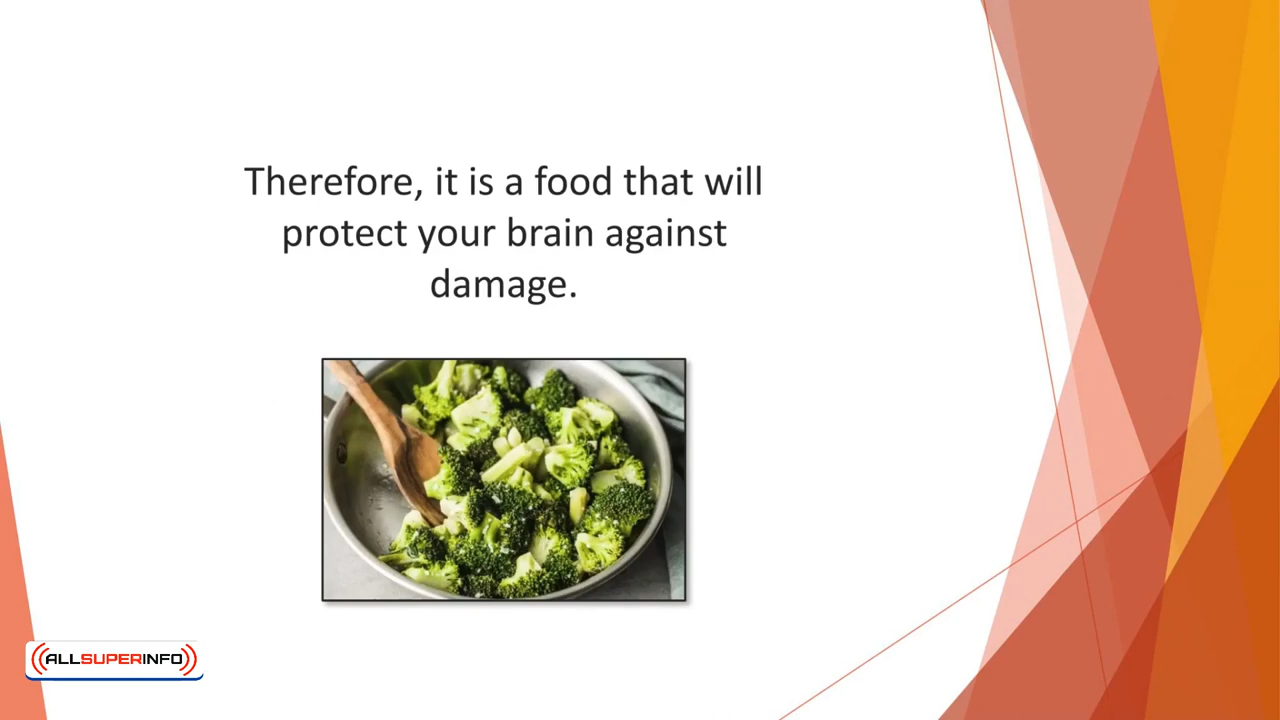 Therefore, it is a food that will
protect your brain against
damage.
ALLSUPERINFO